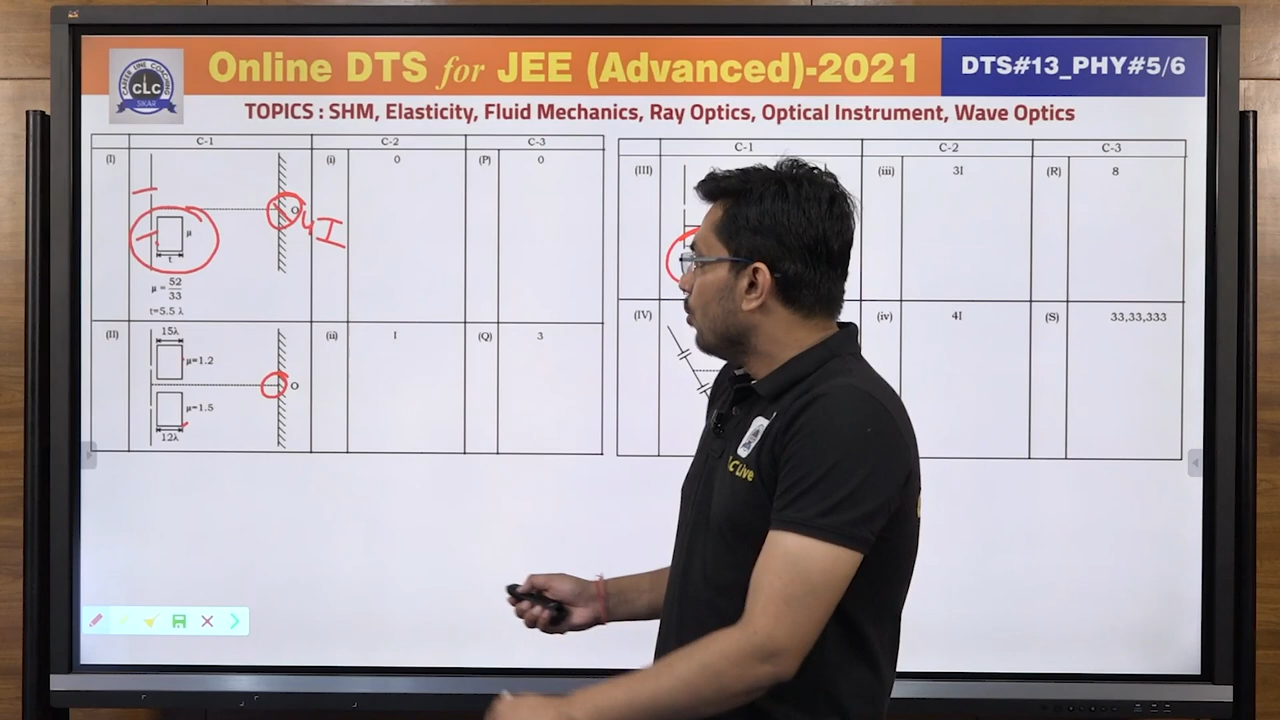 Online DTS for JEE (Advanced)-2021
DTS#13_PHY#5/6
CAREER LINE COACHING
CLC
SIKAR
TOPICS : SHM, Elasticity, Fluid Mechanics, Ray Optics, Optical Instrument, Wave Optics
C-1 C-2 C-3
(I) (i) 0 (P) 0
O
4I
μ
t
μ = 52/33
t=5.5 λ
(II) (ii) I (Q) 3
15λ
μ=1.2
O
μ=1.5
12λ
C-1 C-2 C-3
(III) (iii) 3I (R) 8
(IV) (iv) 4I (S) 33,33,333
LC Live